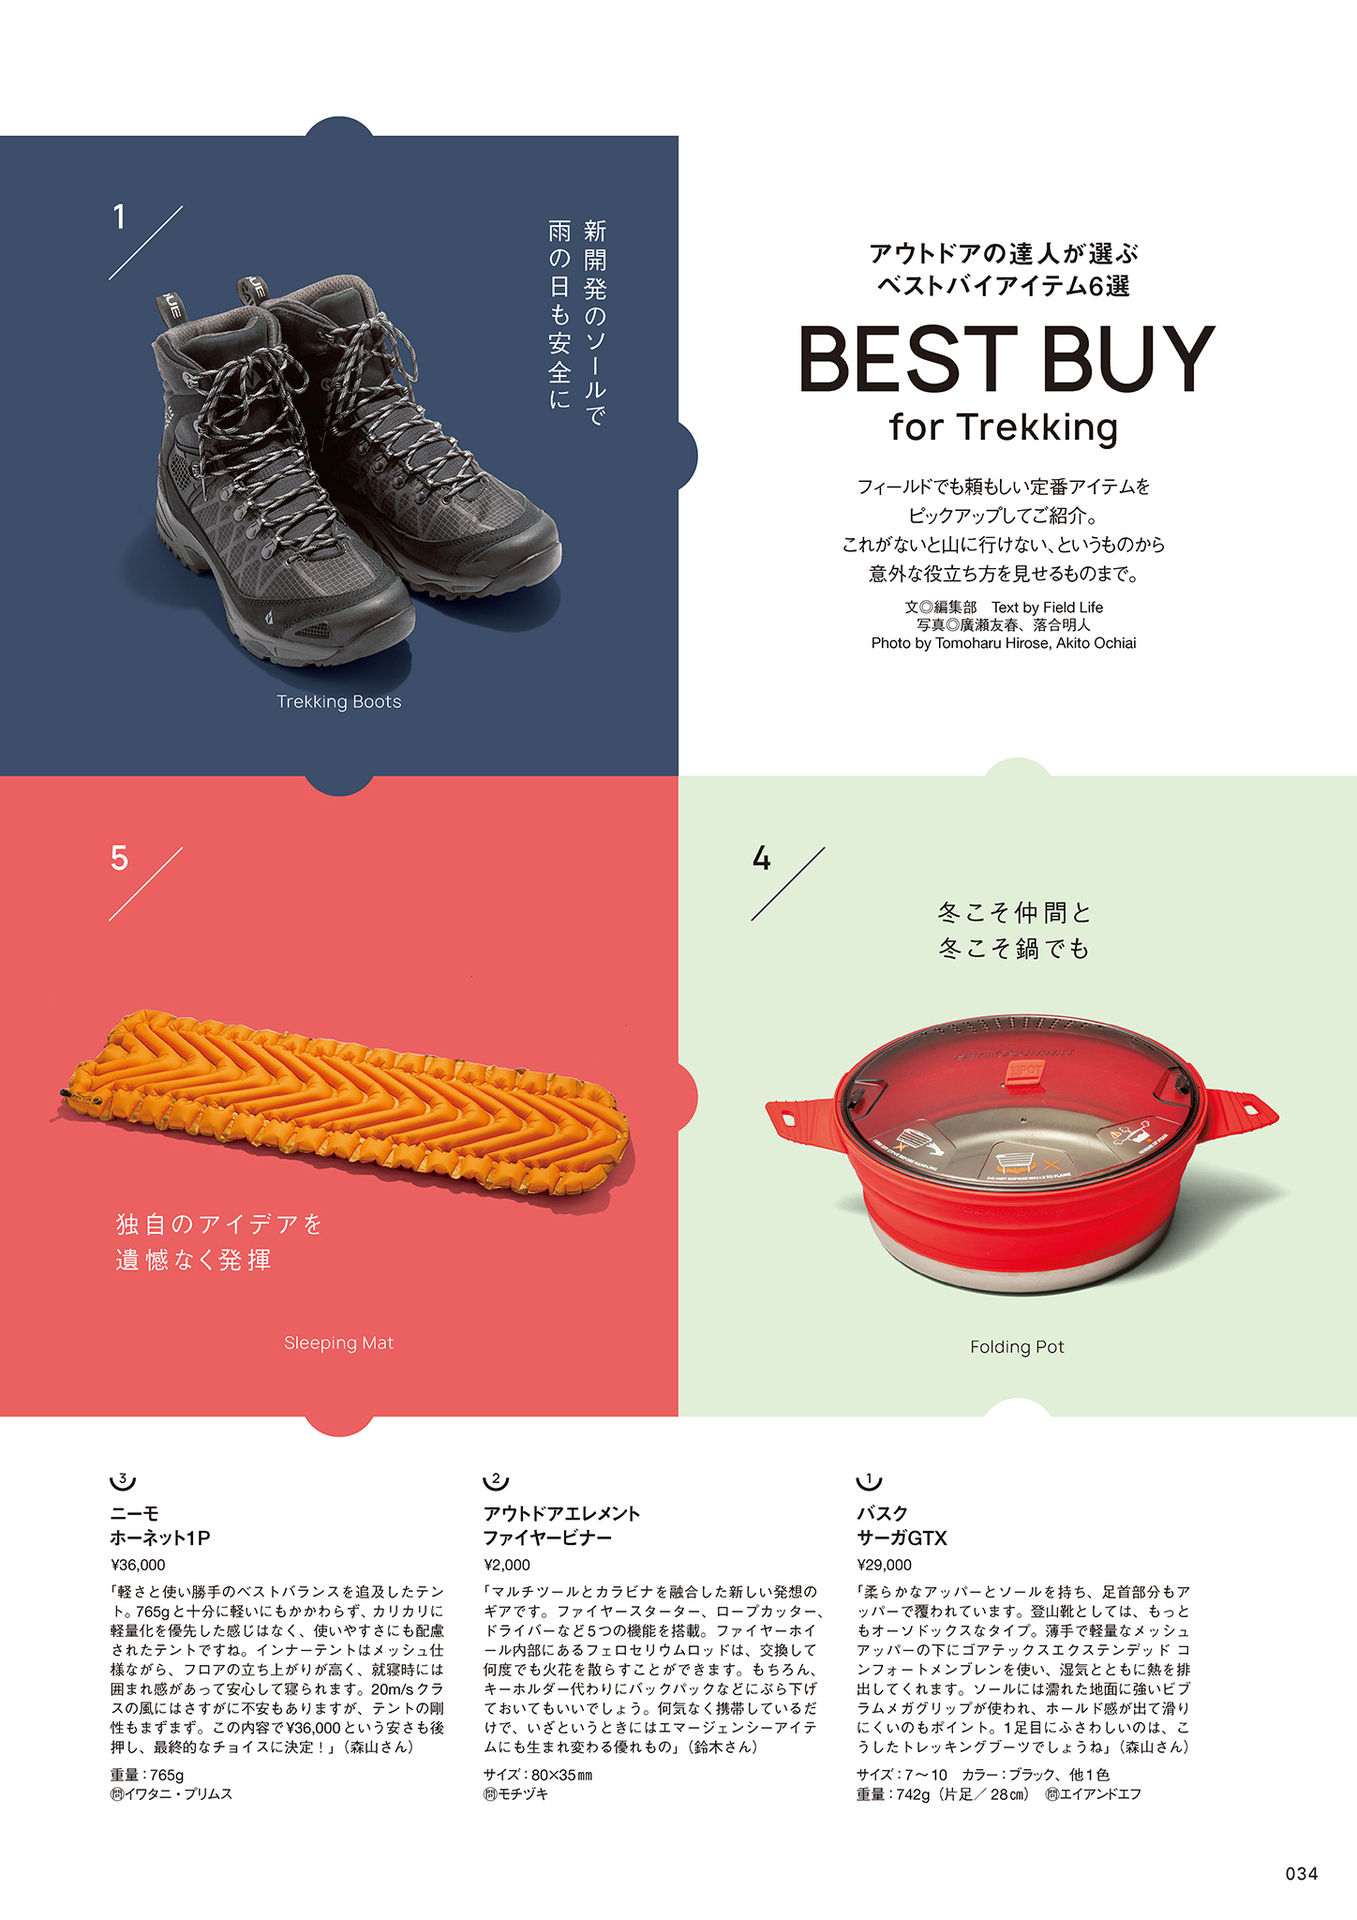 アウトドアの達人が選ぶ
ベストバイアイテム6選
BEST BUY
for Trekking
フィールドでも頼もしい定番アイテムを
ピックアップしてご紹介。
これがないと山に行けない、というものから
意外な役立ち方を見せるものまで。
文◎編集部　Text by Field Life
写真◎廣瀬友春、落合明人
Photo by Tomoharu Hirose, Akito Ochiai
1
新開発のソールで
雨の日も安全に
Trekking Boots
4
冬こそ仲間と
冬こそ鍋でも
X-POT
DO NOT EXPOSE WALLS TO FLAME
Folding Pot
5
独自のアイデアを
遺憾なく発揮
Sleeping Mat
1
バスク
サーガGTX
¥29,000
「柔らかなアッパーとソールを持ち、足首部分もア
ッパーで覆われています。登山靴としては、もっと
もオーソドックスなタイプ。薄手で軽量なメッシュ
アッパーの下にゴアテックスエクステンデッド コ
ンフォートメンブレンを使い、湿気とともに熱を排
出してくれます。ソールには濡れた地面に強いビブ
ラムメガグリップが使われ、ホールド感が出て滑り
にくいのもポイント。1足目にふさわしいのは、こ
うしたトレッキングブーツでしょうね」（森山さん）
サイズ：7〜10　カラー：ブラック、他1色
重量：742g（片足／28㎝）　㉄エイアンドエフ
2
アウトドアエレメント
ファイヤービナー
¥2,000
「マルチツールとカラビナを融合した新しい発想の
ギアです。ファイヤースターター、ロープカッター、
ドライバーなど5つの機能を搭載。ファイヤーホイ
ール内部にあるフェロセリウムロッドは、交換して
何度でも火花を散らすことができます。もちろん、
キーホルダー代わりにバックパックなどにぶら下げ
ておいてもいいでしょう。何気なく携帯しているだ
けで、いざというときにはエマージェンシーアイテ
ムにも生まれ変わる優れもの」（鈴木さん）
サイズ：80×35㎜
㉄モチヅキ
3
ニーモ
ホーネット1P
¥36,000
「軽さと使い勝手のベストバランスを追及したテン
ト。765gと十分に軽いにもかかわらず、カリカリに
軽量化を優先した感じはなく、使いやすさにも配慮
されたテントですね。インナーテントはメッシュ仕
様ながら、フロアの立ち上がりが高く、就寝時には
囲まれ感があって安心して寝られます。20m/sクラ
スの風にはさすがに不安もありますが、テントの剛
性もまずまず。この内容で¥36,000という安さも後
押し、最終的なチョイスに決定！」（森山さん）
重量：765g
㉄イワタニ・プリムス
034